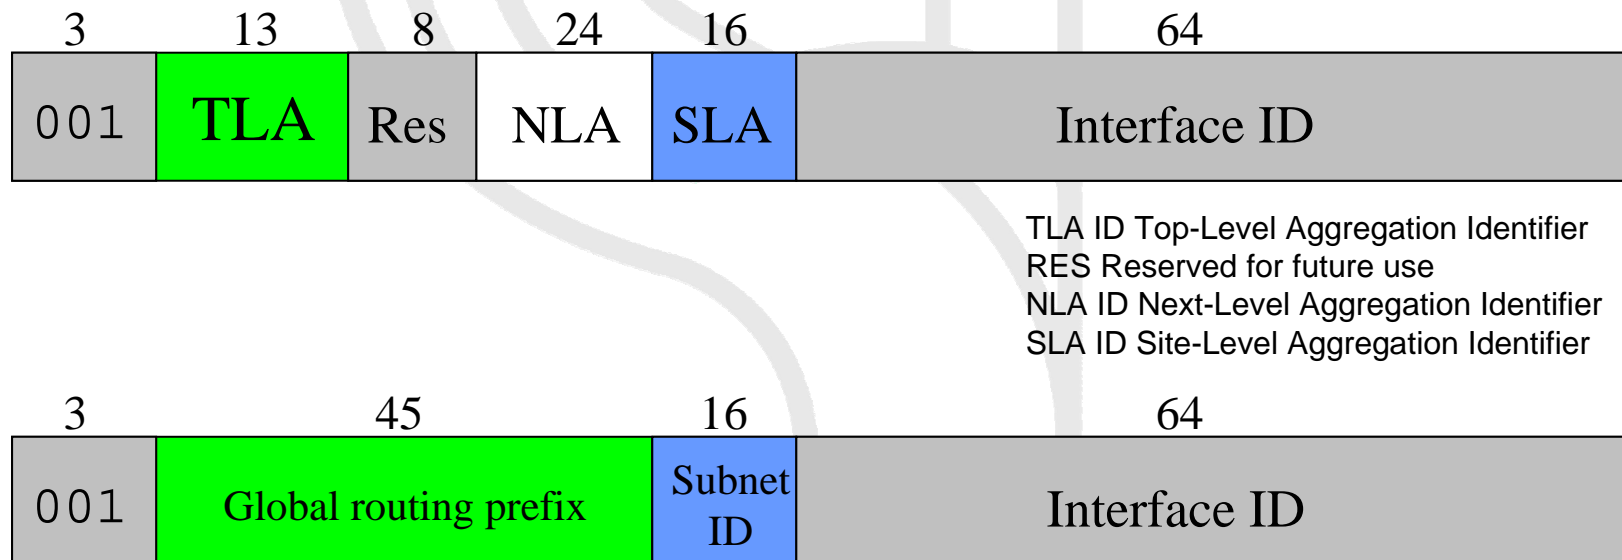 3 13 8 24 16 64
001 TLA Res NLA SLA Interface ID
TLA ID Top-Level Aggregation Identifier
RES Reserved for future use
NLA ID Next-Level Aggregation Identifier
SLA ID Site-Level Aggregation Identifier
3 45 16 64
001 Global routing prefix Subnet ID Interface ID